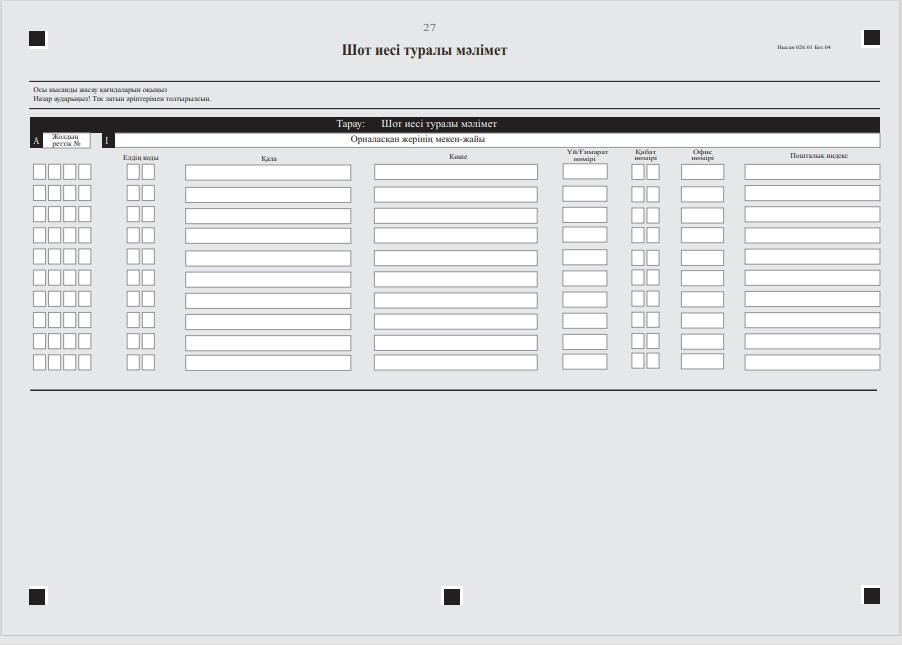 27
Шот иесі туралы мәлімет
Нысан 026.01 Бет. 04
Осы нысанды жасау қағидаларын оқыңыз
Назар аударыңыз! Тек латын әріптерімен толтырылсын.
Тарау: Шот иесі туралы мәлімет
A Жолдың реттік № I Орналасқан жерінің мекен-жайы
Елдің коды Қала Көше Үй/Ғимарат нөмірі Қабат нөмірі Офис нөмірі Пошталық индекс